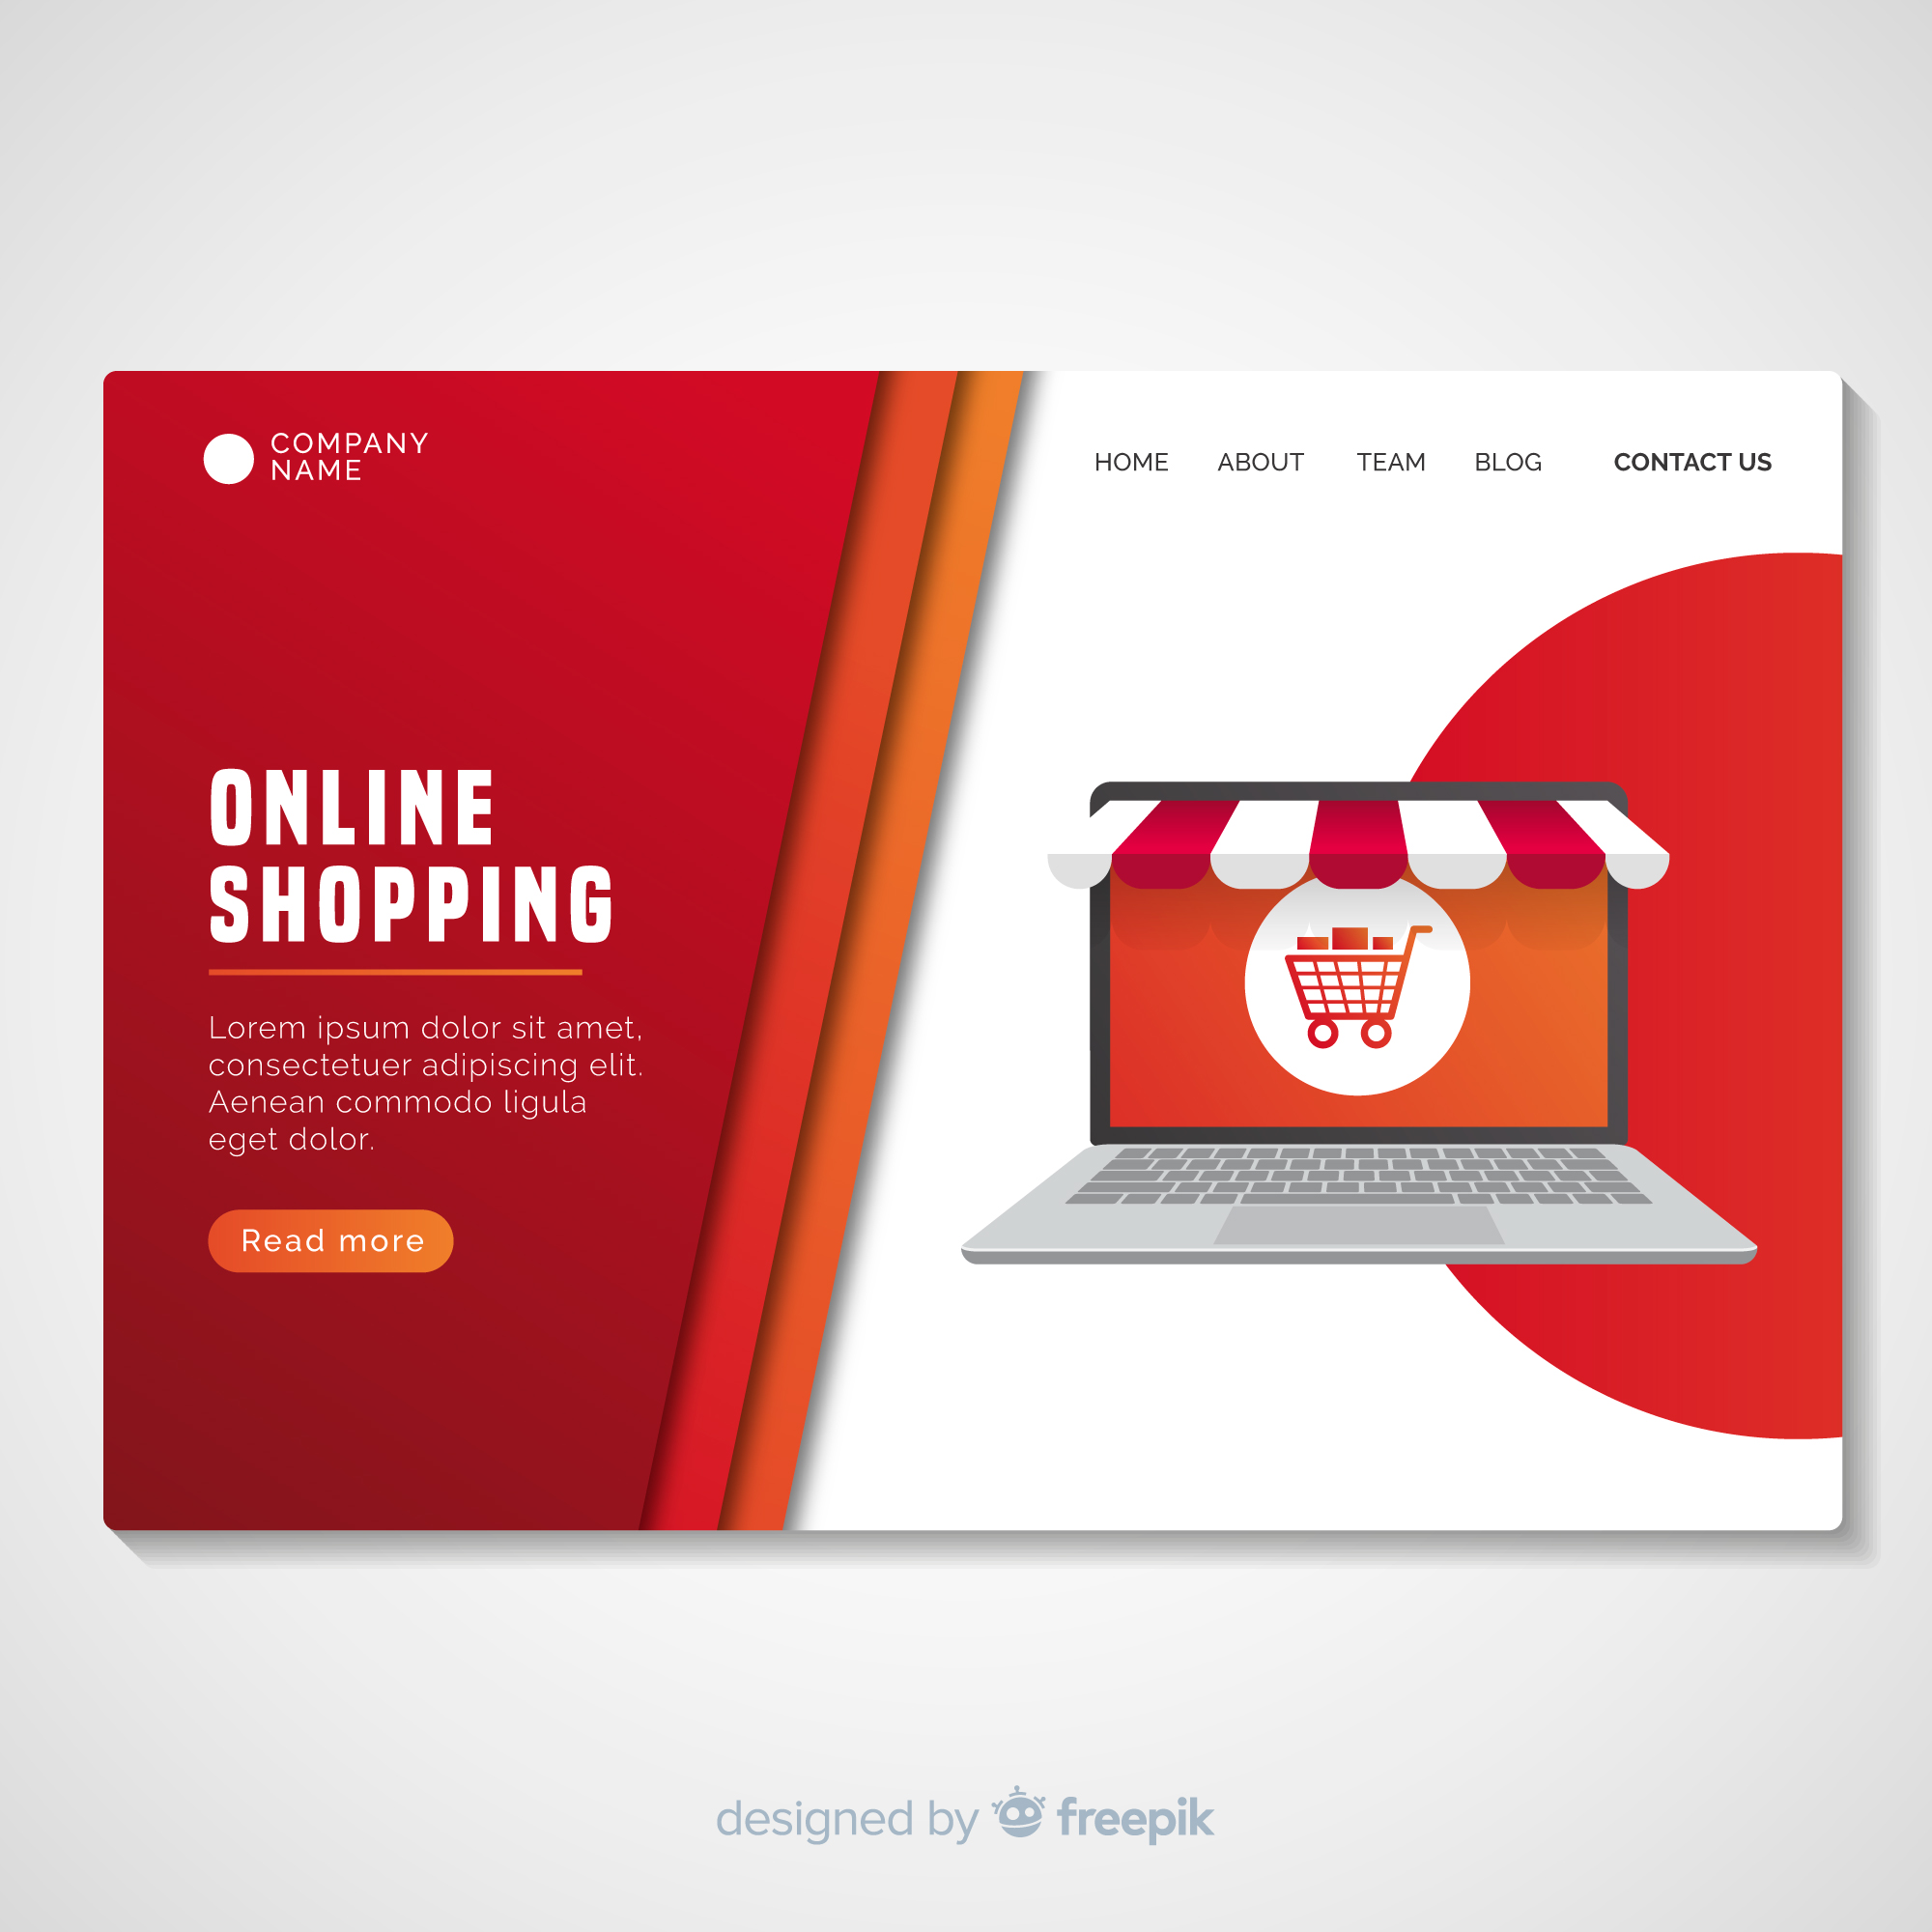 COMPANY
NAME
HOME ABOUT TEAM BLOG CONTACT US
ONLINE
SHOPPING
Lorem ipsum dolor sit amet,
consectetuer adipiscing elit.
Aenean commodo ligula
eget dolor.
Read more
designed by freepik